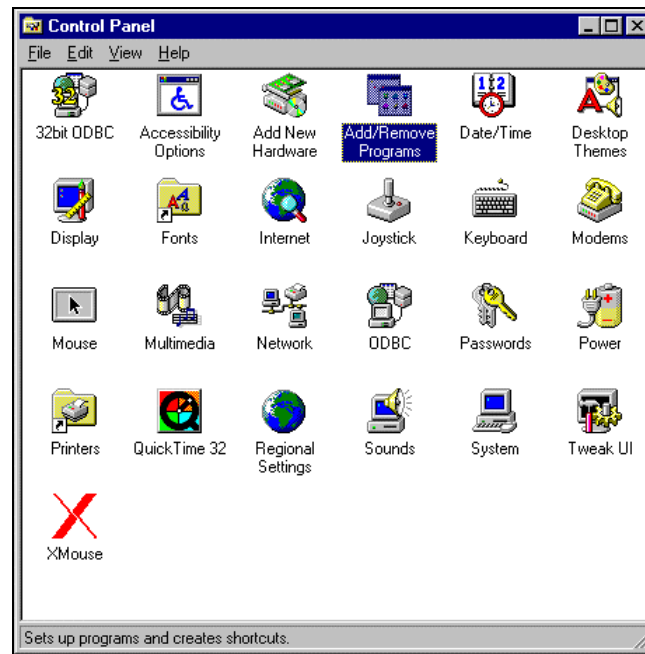 Control Panel
File Edit View Help
32bit ODBC
Accessibility
Options
Add New
Hardware
Add/Remove
Programs
Date/Time
Desktop
Themes
Display
Fonts
Internet
Joystick
Keyboard
Modems
Mouse
Multimedia
Network
ODBC
Passwords
Power
Printers
QuickTime 32
Regional
Settings
Sounds
System
Tweak UI
XMouse
Sets up programs and creates shortcuts.